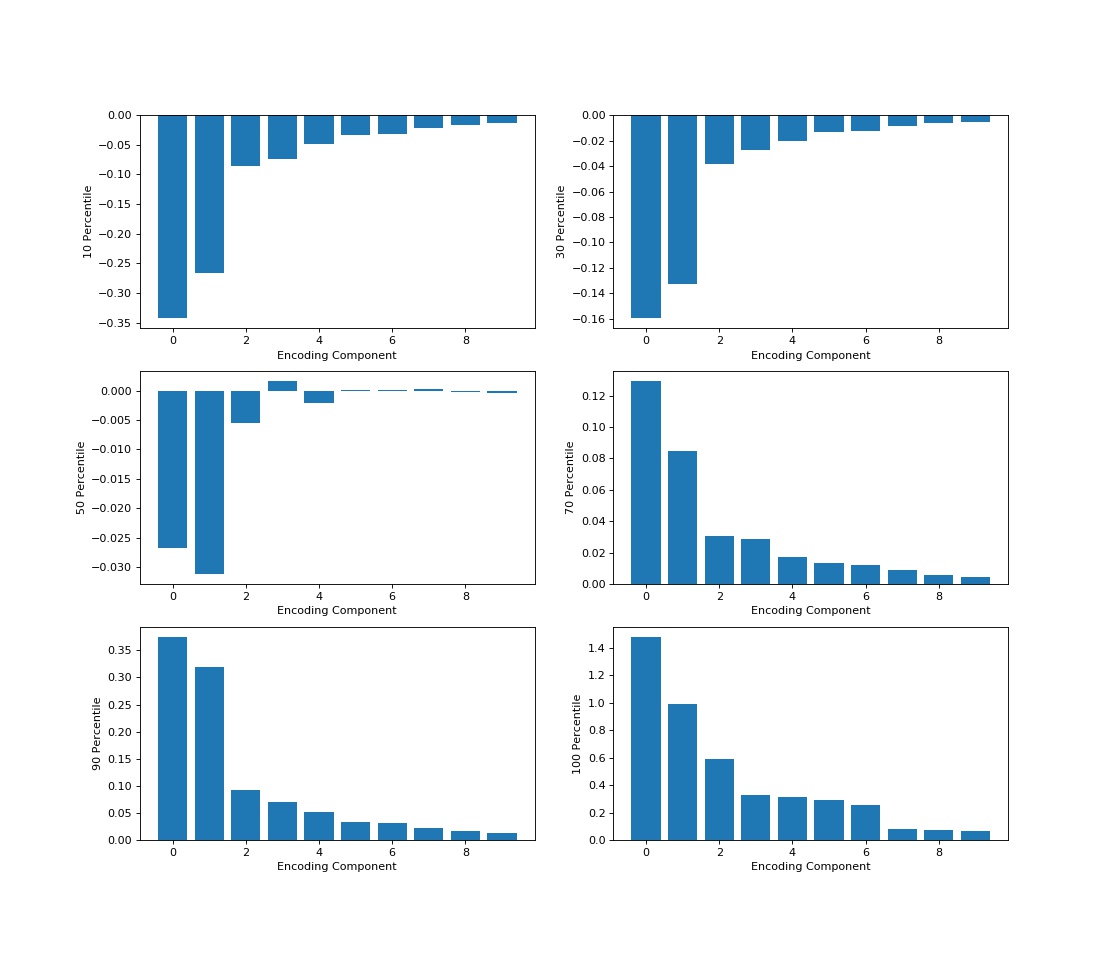 0.00
−0.05
−0.10
−0.15
−0.20
−0.25
−0.30
−0.35
10 Percentile
0 2 4 6 8
Encoding Component
0.00
−0.02
−0.04
−0.06
−0.08
−0.10
−0.12
−0.14
−0.16
30 Percentile
0 2 4 6 8
Encoding Component
0.000
−0.005
−0.010
−0.015
−0.020
−0.025
−0.030
50 Percentile
0 2 4 6 8
Encoding Component
0.12
0.10
0.08
0.06
0.04
0.02
0.00
70 Percentile
0 2 4 6 8
Encoding Component
0.35
0.30
0.25
0.20
0.15
0.10
0.05
0.00
90 Percentile
0 2 4 6 8
Encoding Component
1.4
1.2
1.0
0.8
0.6
0.4
0.2
0.0
100 Percentile
0 2 4 6 8
Encoding Component